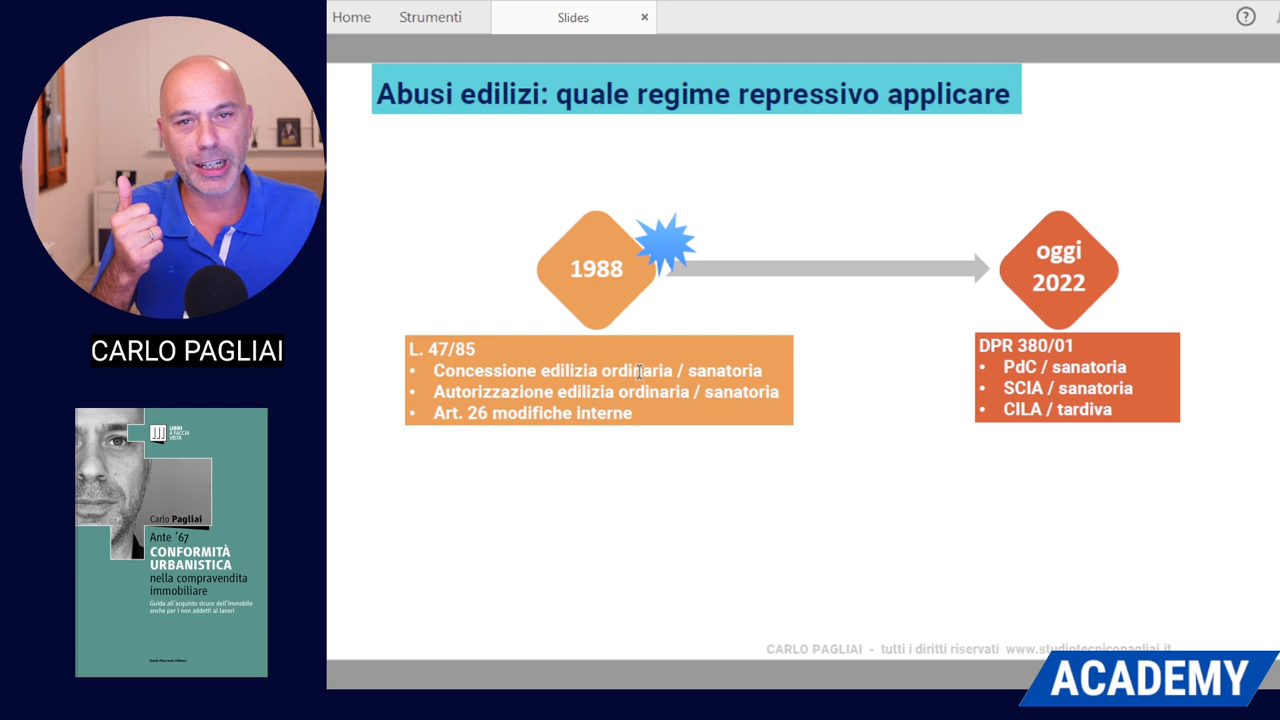 Home Strumenti Slides × ?
Abusi edilizi: quale regime repressivo applicare
1988
oggi
2022
L. 47/85
• Concessione edilizia ordinaria / sanatoria
• Autorizzazione edilizia ordinaria / sanatoria
• Art. 26 modifiche interne
DPR 380/01
• PdC / sanatoria
• SCIA / sanatoria
• CILA / tardiva
CARLO PAGLIAI
LIBRI
A FACCIA
VISTA
Carlo Pagliai
Ante '67
CONFORMITÀ
URBANISTICA
nella compravendita
immobiliare
Guida all'acquisto sicuro dell'immobile
anche per i non addetti ai lavori
CARLO PAGLIAI - tutti i diritti riservati www.studiotecnicopagliai.it
ACADEMY